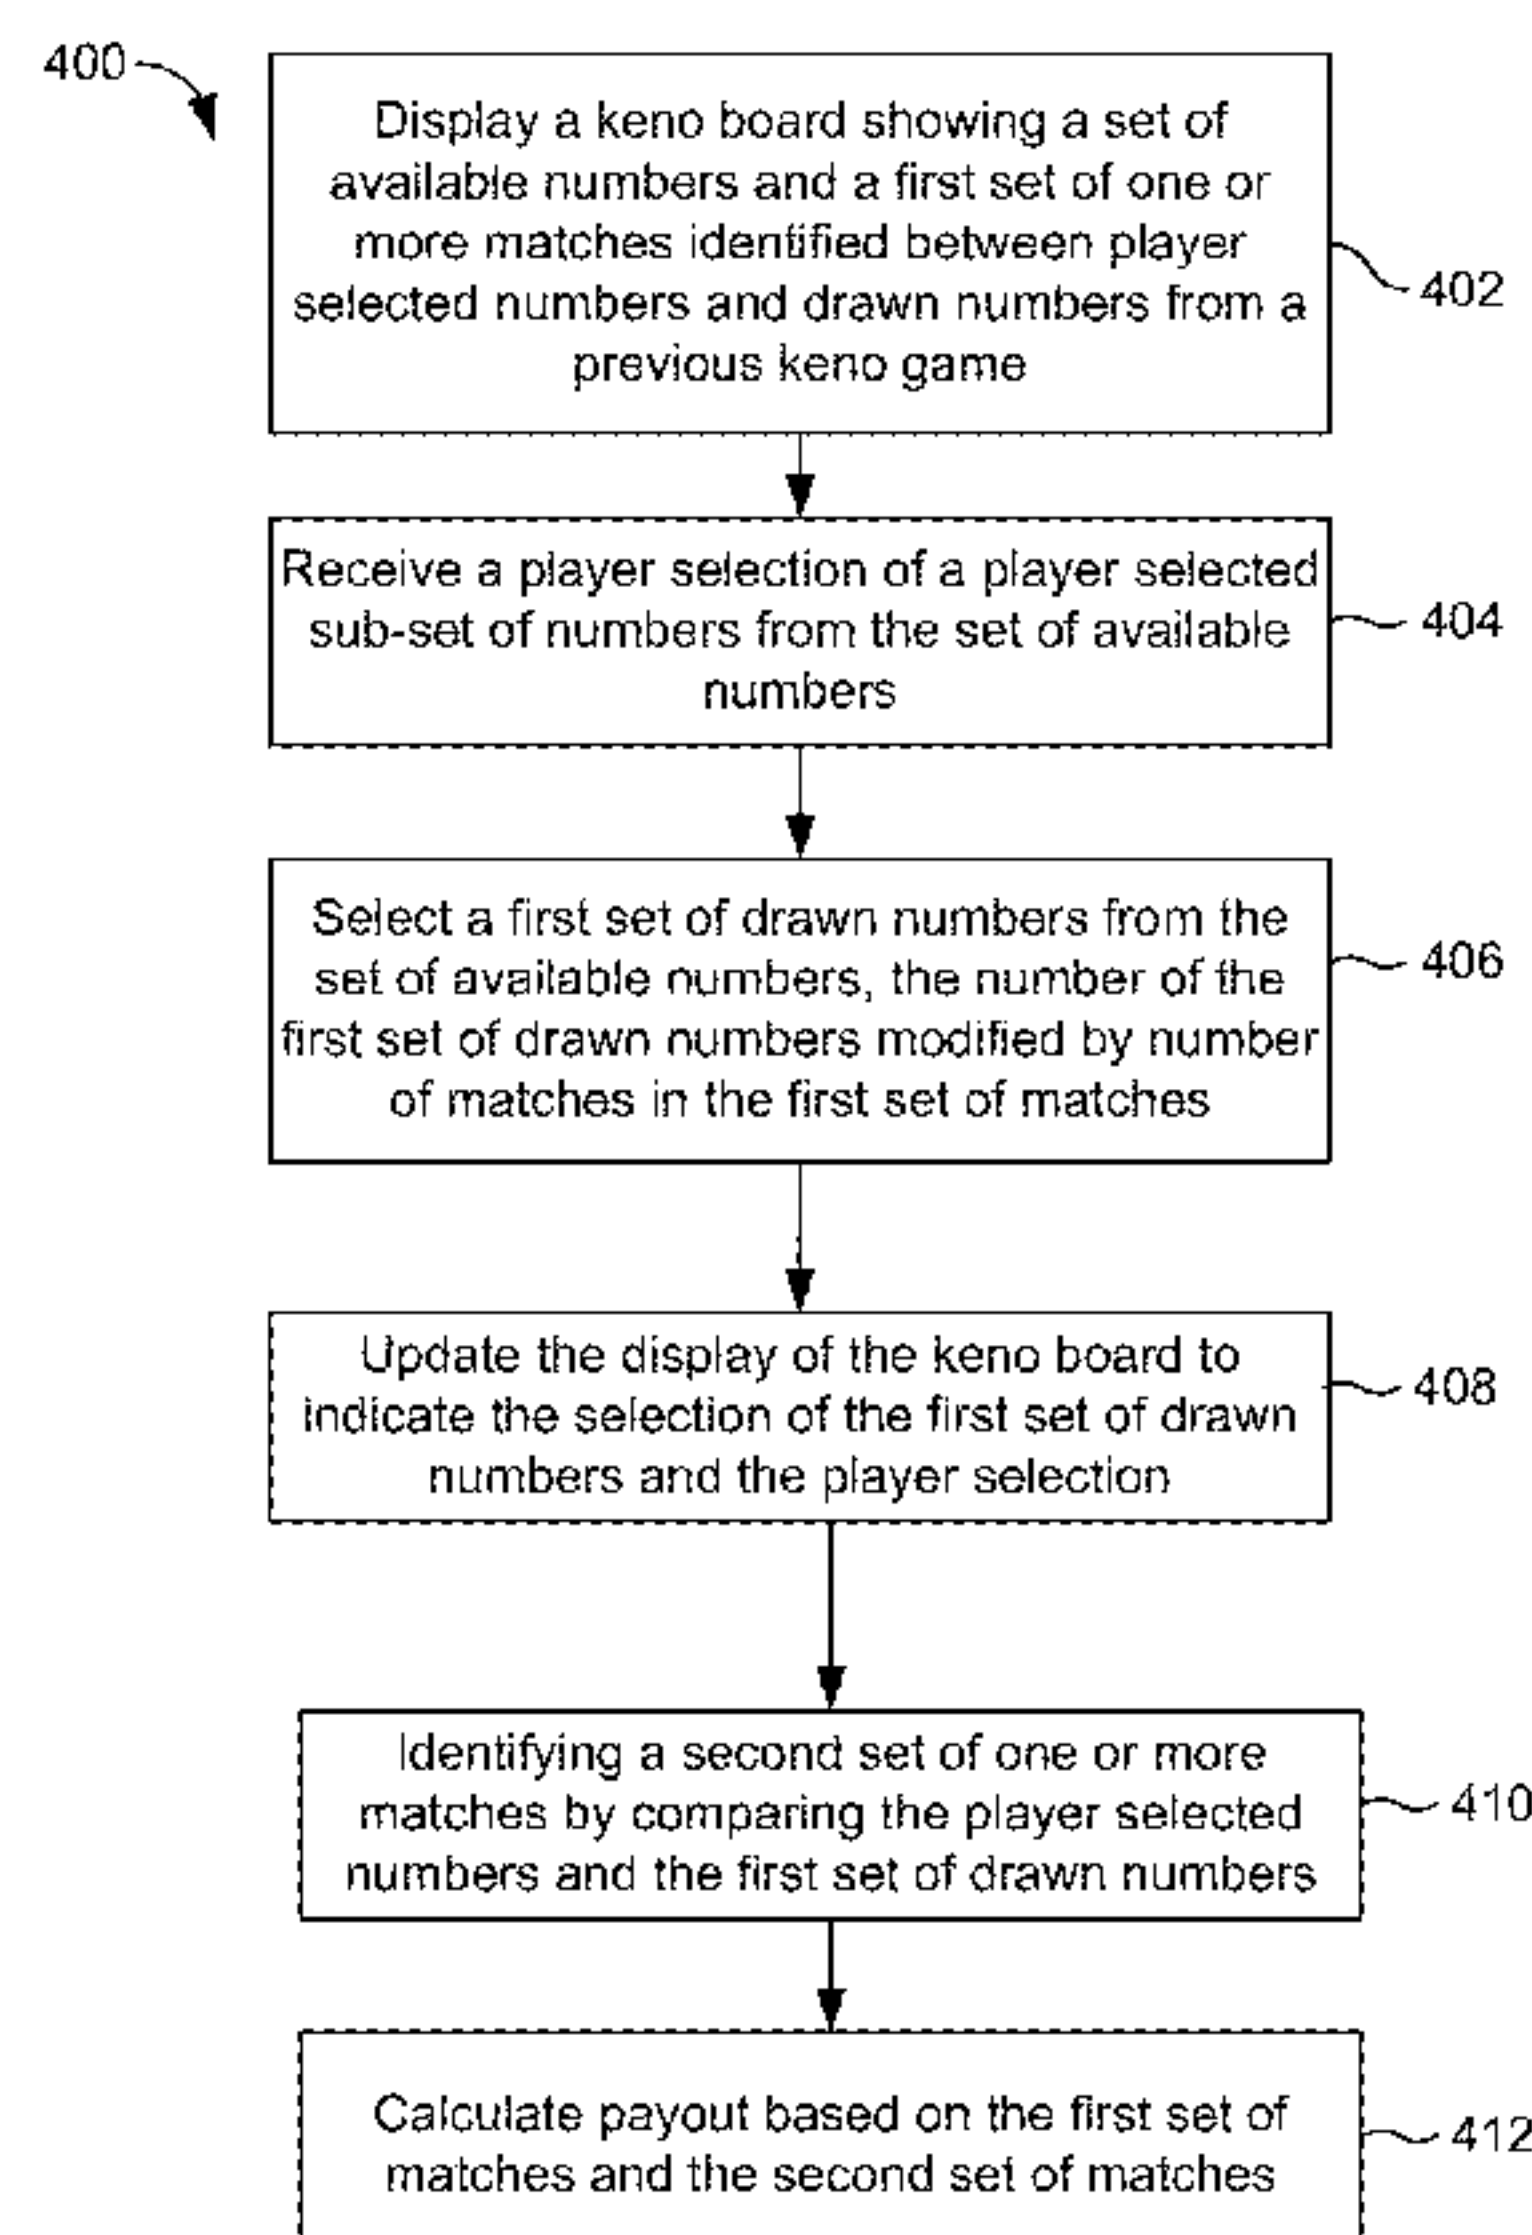 400
Display a keno board showing a set of
available numbers and a first set of one or
more matches identified between player
selected numbers and drawn numbers from a
previous keno game
402
Receive a player selection of a player selected
sub-set of numbers from the set of available
numbers
404
Select a first set of drawn numbers from the
set of available numbers, the number of the
first set of drawn numbers modified by number
of matches in the first set of matches
406
Update the display of the keno board to
indicate the selection of the first set of drawn
numbers and the player selection
408
Identifying a second set of one or more
matches by comparing the player selected
numbers and the first set of drawn numbers
410
Calculate payout based on the first set of
matches and the second set of matches
412